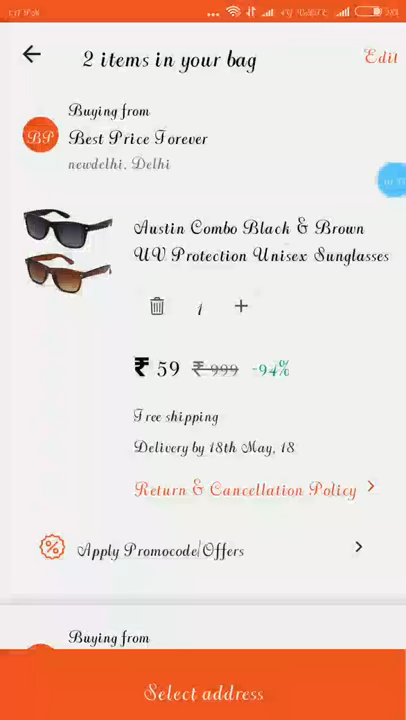 2 items in your bag
Edit
Buying from
BP
Best Price Forever
newdelhi, Delhi
Austin Combo Black & Brown
UV Protection Unisex Sunglasses
1
₹ 59 ₹ 999 -94%
Free shipping
Delivery by 18th May, 18
Return & Cancellation Policy
Apply Promocode/Offers
Buying from
Select address